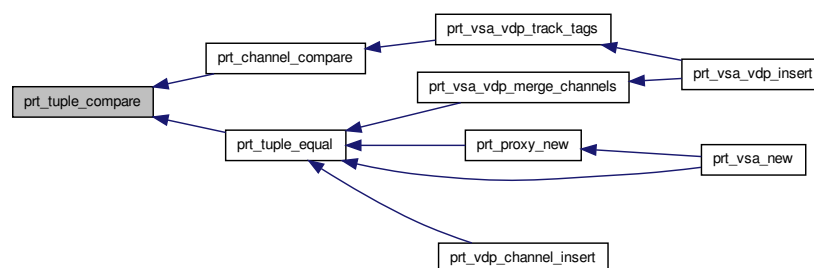 prt_vsa_vdp_track_tags
prt_channel_compare
prt_vsa_vdp_insert
prt_vsa_vdp_merge_channels
prt_tuple_compare
prt_tuple_equal
prt_proxy_new
prt_vsa_new
prt_vdp_channel_insert